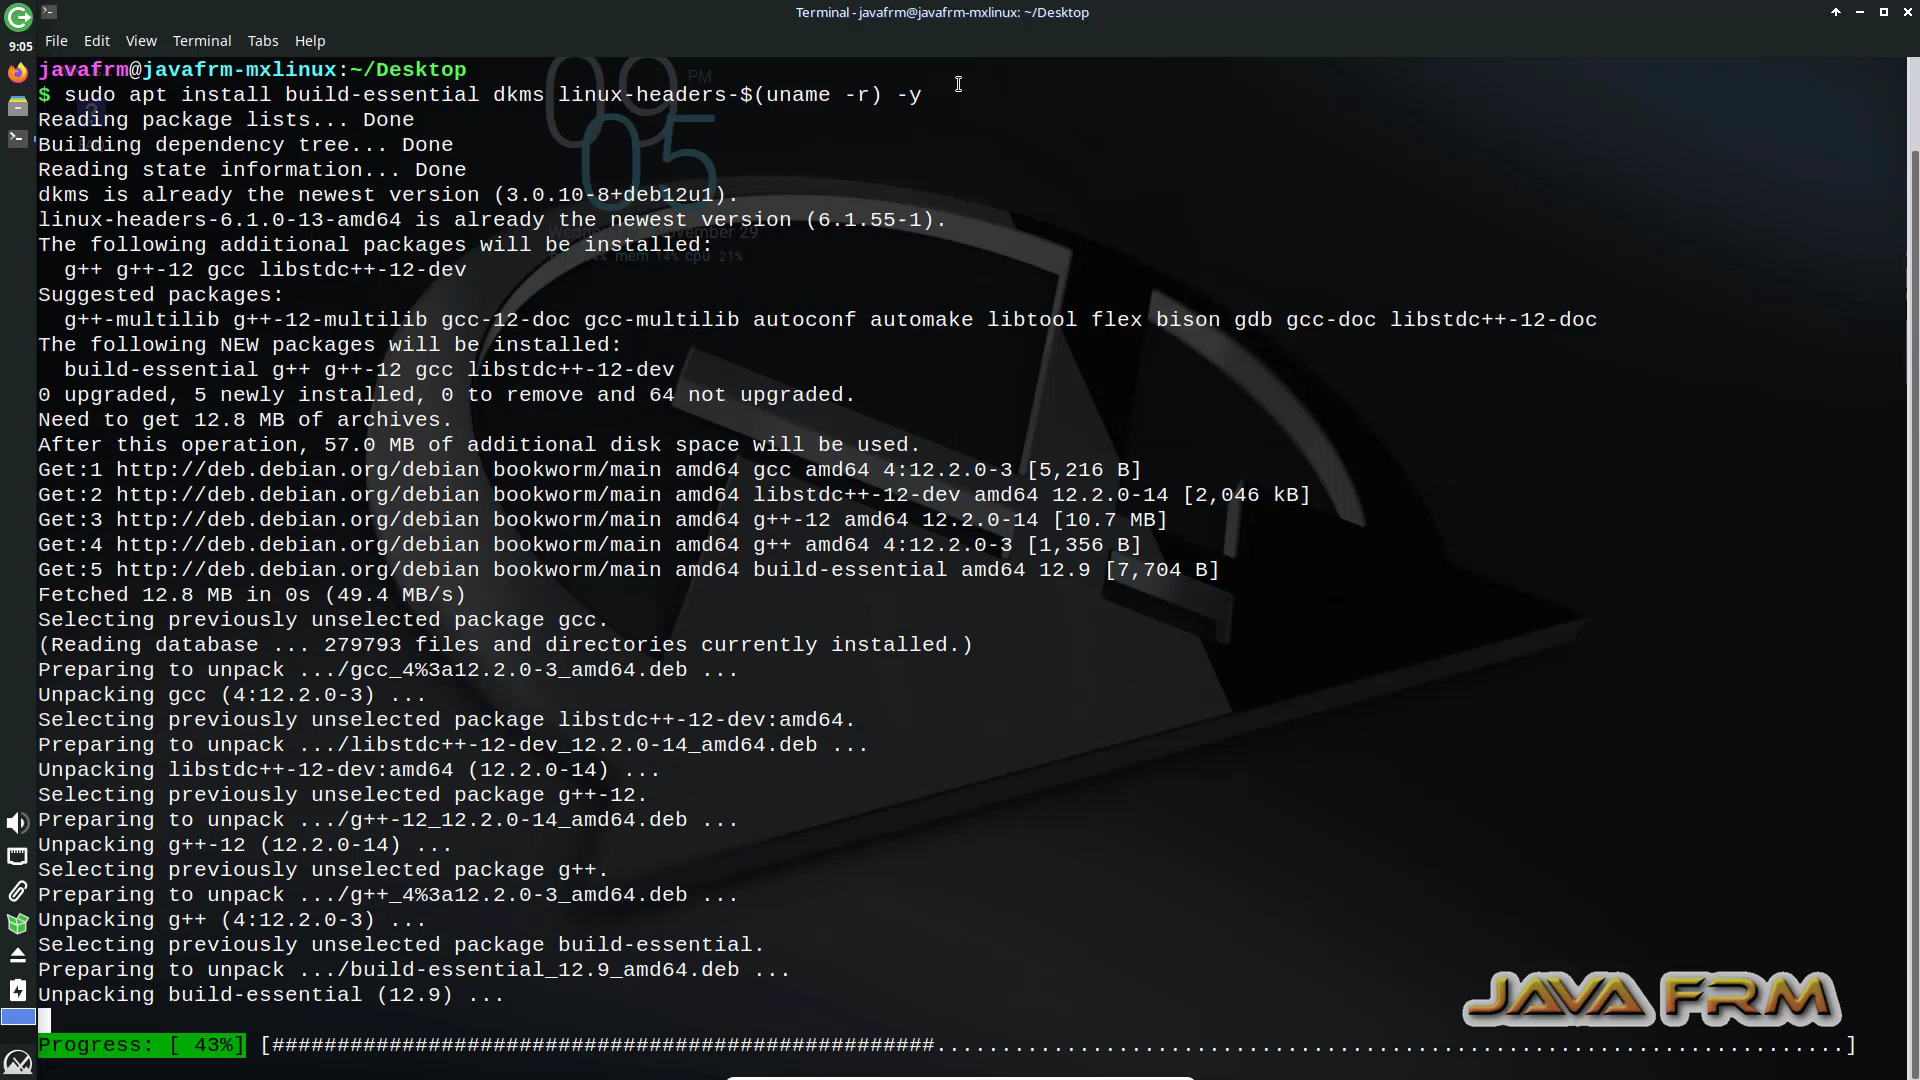 Terminal - javafrm@javafrm-mxlinux: ~/Desktop
9:05
File Edit View Terminal Tabs Help
javafrm@javafrm-mxlinux:~/Desktop
$ sudo apt install build-essential dkms linux-headers-$(uname -r) -y
Reading package lists... Done
Building dependency tree... Done
Reading state information... Done
dkms is already the newest version (3.0.10-8+deb12u1).
linux-headers-6.1.0-13-amd64 is already the newest version (6.1.55-1).
The following additional packages will be installed:
  g++ g++-12 gcc libstdc++-12-dev
Suggested packages:
  g++-multilib g++-12-multilib gcc-12-doc gcc-multilib autoconf automake libtool flex bison gdb gcc-doc libstdc++-12-doc
The following NEW packages will be installed:
  build-essential g++ g++-12 gcc libstdc++-12-dev
0 upgraded, 5 newly installed, 0 to remove and 64 not upgraded.
Need to get 12.8 MB of archives.
After this operation, 57.0 MB of additional disk space will be used.
Get:1 http://deb.debian.org/debian bookworm/main amd64 gcc amd64 4:12.2.0-3 [5,216 B]
Get:2 http://deb.debian.org/debian bookworm/main amd64 libstdc++-12-dev amd64 12.2.0-14 [2,046 kB]
Get:3 http://deb.debian.org/debian bookworm/main amd64 g++-12 amd64 12.2.0-14 [10.7 MB]
Get:4 http://deb.debian.org/debian bookworm/main amd64 g++ amd64 4:12.2.0-3 [1,356 B]
Get:5 http://deb.debian.org/debian bookworm/main amd64 build-essential amd64 12.9 [7,704 B]
Fetched 12.8 MB in 0s (49.4 MB/s)
Selecting previously unselected package gcc.
(Reading database ... 279793 files and directories currently installed.)
Preparing to unpack .../gcc_4%3a12.2.0-3_amd64.deb ...
Unpacking gcc (4:12.2.0-3) ...
Selecting previously unselected package libstdc++-12-dev:amd64.
Preparing to unpack .../libstdc++-12-dev_12.2.0-14_amd64.deb ...
Unpacking libstdc++-12-dev:amd64 (12.2.0-14) ...
Selecting previously unselected package g++-12.
Preparing to unpack .../g++-12_12.2.0-14_amd64.deb ...
Unpacking g++-12 (12.2.0-14) ...
Selecting previously unselected package g++.
Preparing to unpack .../g++_4%3a12.2.0-3_amd64.deb ...
Unpacking g++ (4:12.2.0-3) ...
Selecting previously unselected package build-essential.
Preparing to unpack .../build-essential_12.9_amd64.deb ...
Unpacking build-essential (12.9) ...
Progress: [ 43%] [###################################################......................................................................]
09 PM
05
November 29
mem 14% cpu 21%
JAVA FRM